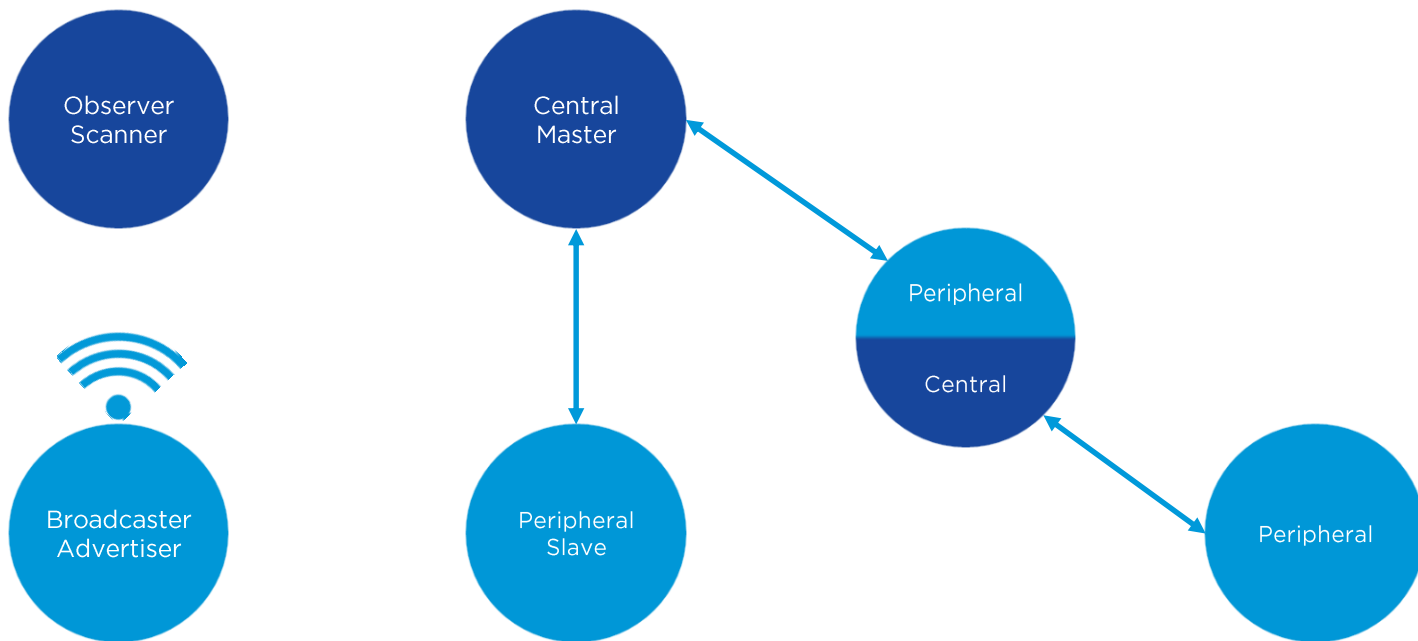 Observer
Scanner
Central
Master
Peripheral
Central
Broadcaster
Advertiser
Peripheral
Slave
Peripheral